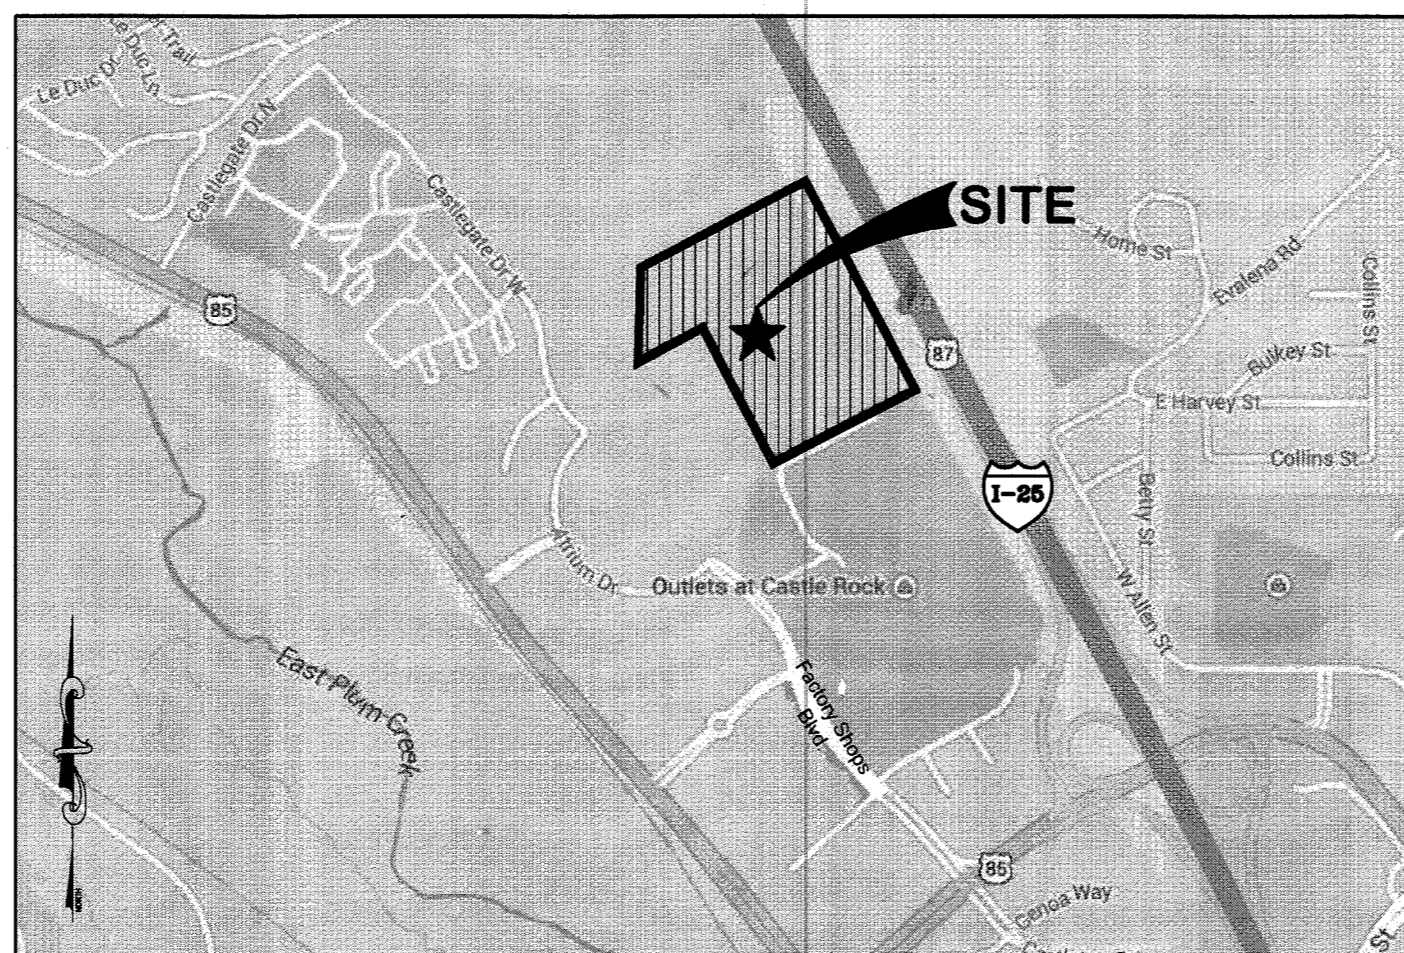 Trail
Le Duc Dr
Le Duc Ln
Castlegate Dr N
Castlegate Dr W
SITE
Home St
Evalena Rd
Collins St
85
87
Butkey St
E Harvey St
Collins St
I-25
Betty St
Atrium Dr
Outlets at Castle Rock
W Allen St
East Plum Creek
Factory Shops
Blvd
85
Genoa Way
St
NORTH